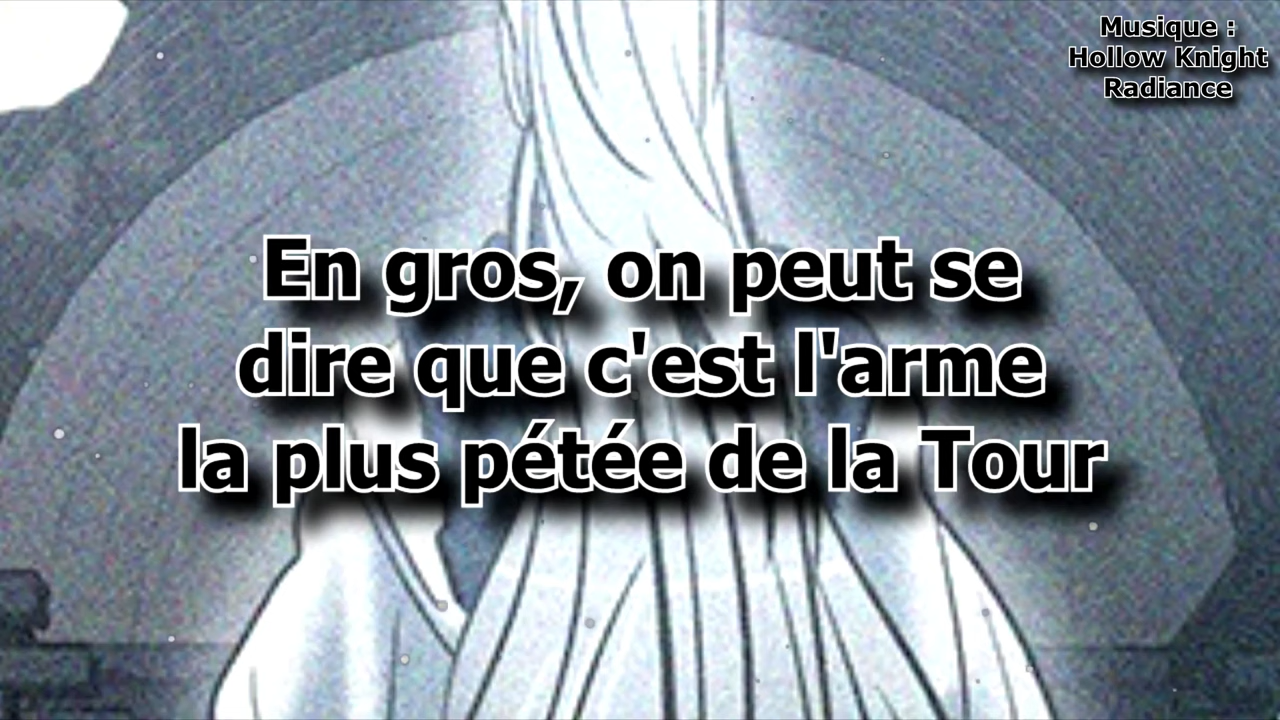 Musique :
Hollow Knight
Radiance
En gros, on peut se
dire que c'est l'arme
la plus pétée de la Tour